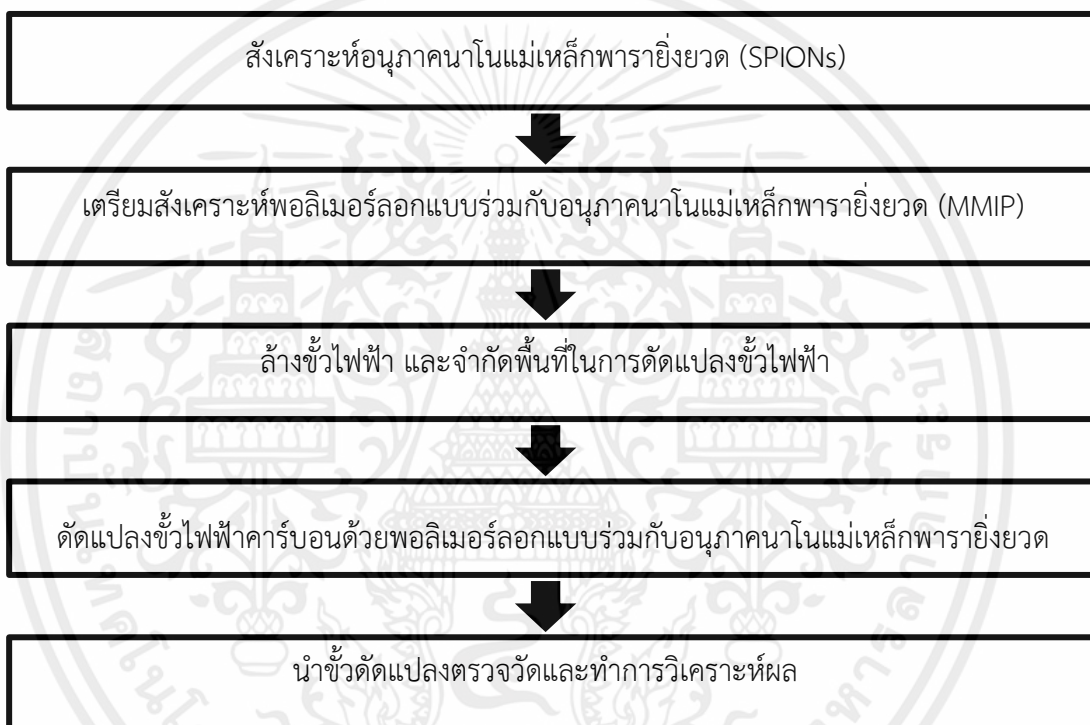 สังเคราะห์อนุภาคนาโนแม่เหล็กพารายิ่งยวด (SPIONs)
เตรียมสังเคราะห์พอลิเมอร์ลอกแบบร่วมกับอนุภาคนาโนแม่เหล็กพารายิ่งยวด (MMIP)
ล้างขั้วไฟฟ้า และจำกัดพื้นที่ในการดัดแปลงขั้วไฟฟ้า
ดัดแปลงขั้วไฟฟ้าคาร์บอนด้วยพอลิเมอร์ลอกแบบร่วมกับอนุภาคนาโนแม่เหล็กพารายิ่งยวด
นำขั้วดัดแปลงตรวจวัดและทำการวิเคราะห์ผล